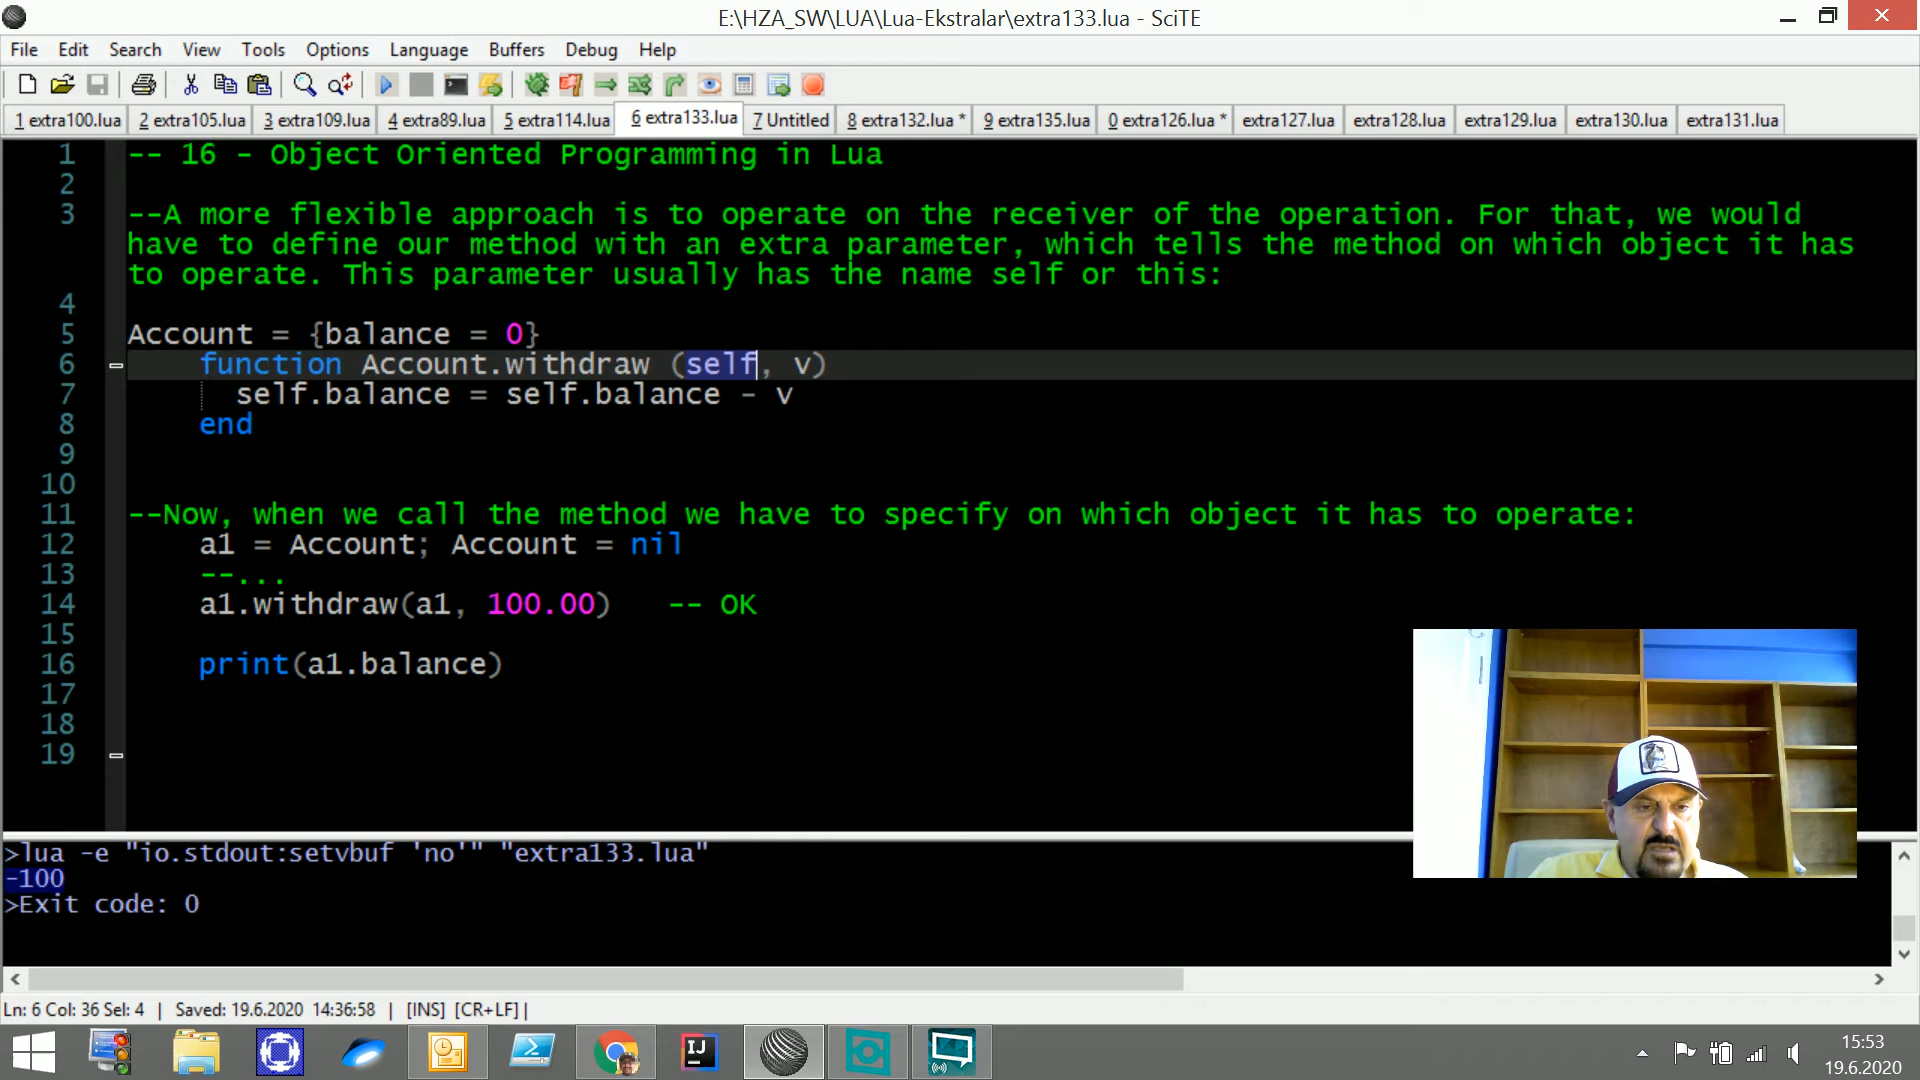 E:\HZA_SW\LUA\Lua-Ekstralar\extra133.lua - SciTE
File Edit Search View Tools Options Language Buffers Debug Help
1 extra100.lua 2 extra105.lua 3 extra109.lua 4 extra89.lua 5 extra114.lua 6 extra133.lua 7 Untitled 8 extra132.lua * 9 extra135.lua 0 extra126.lua * extra127.lua extra128.lua extra129.lua extra130.lua extra131.lua
1 -- 16 - Object Oriented Programming in Lua
2
3 --A more flexible approach is to operate on the receiver of the operation. For that, we would
have to define our method with an extra parameter, which tells the method on which object it has
to operate. This parameter usually has the name self or this:
4
5 Account = {balance = 0}
6 function Account.withdraw (self, v)
7 self.balance = self.balance - v
8 end
9
10
11 --Now, when we call the method we have to specify on which object it has to operate:
12 a1 = Account; Account = nil
13 --...
14 a1.withdraw(a1, 100.00) -- OK
15
16 print(a1.balance)
17
18
19
>lua -e "io.stdout:setvbuf 'no'" "extra133.lua"
-100
>Exit code: 0
Ln: 6 Col: 36 Sel: 4 | Saved: 19.6.2020 14:36:58 | [INS] [CR+LF] |
IJ
15:53
19.6.2020